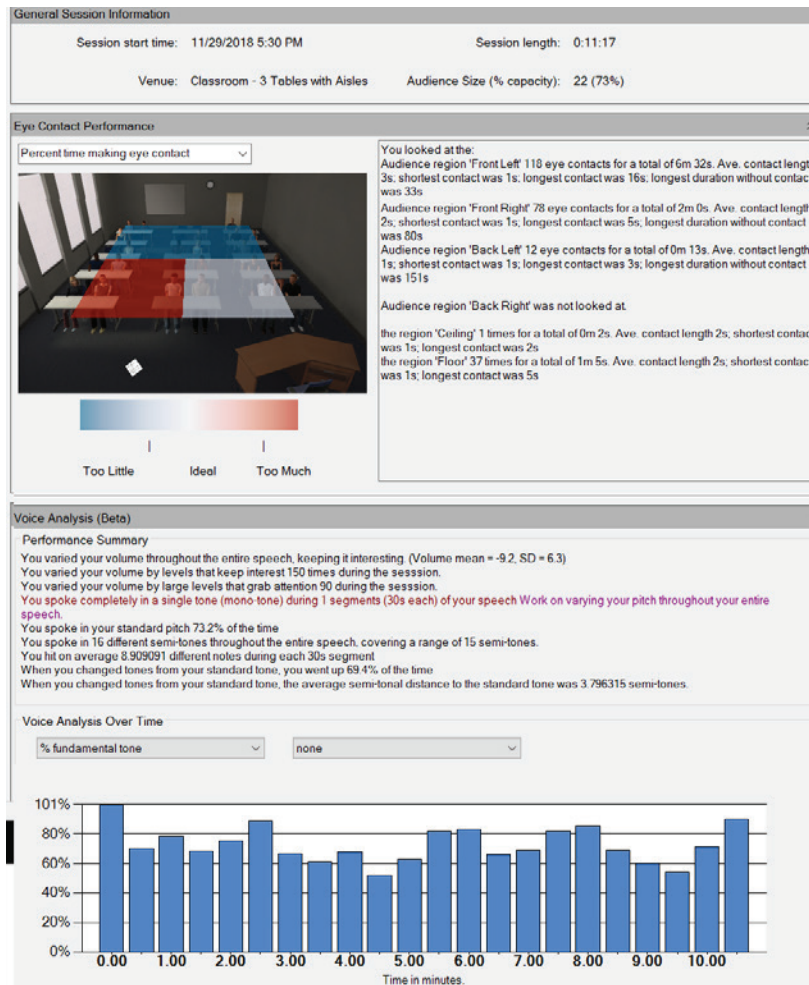 General Session Information
Session start time: 11/29/2018 5:30 PM Session length: 0:11:17
Venue: Classroom - 3 Tables with Aisles Audience Size (% capacity): 22 (73%)
Eye Contact Performance
Percent time making eye contact
Too Little Ideal Too Much
You looked at the:
Audience region 'Front Left' 118 eye contacts for a total of 6m 32s. Ave. contact lengt
3s; shortest contact was 1s; longest contact was 16s; longest duration without contac
was 33s
Audience region 'Front Right' 78 eye contacts for a total of 2m 0s. Ave. contact length
2s; shortest contact was 1s; longest contact was 5s; longest duration without contact
was 80s
Audience region 'Back Left' 12 eye contacts for a total of 0m 13s. Ave. contact length
1s; shortest contact was 1s; longest contact was 3s; longest duration without contact
was 151s
Audience region 'Back Right' was not looked at.
the region 'Ceiling' 1 times for a total of 0m 2s. Ave. contact length 2s; shortest contac
was 1s; longest contact was 2s
the region 'Floor' 37 times for a total of 1m 5s. Ave. contact length 2s; shortest contac
was 1s; longest contact was 5s
Voice Analysis (Beta)
Performance Summary
You varied your volume throughout the entire speech, keeping it interesting. (Volume mean = -9.2, SD = 6.3)
You varied your volume by levels that keep interest 150 times during the sesssion.
You varied your volume by large levels that grab attention 90 during the sesssion.
You spoke completely in a single tone (mono-tone) during 1 segments (30s each) of your speech Work on varying your pitch throughout your entire
speech.
You spoke in your standard pitch 73.2% of the time
You spoke in 16 different semi-tones throughout the entire speech, covering a range of 15 semi-tones.
You hit on average 8.909091 different notes during each 30s segment
When you changed tones from your standard tone, you went up 69.4% of the time
When you changed tones from your standard tone, the average semi-tonal distance to the standard tone was 3.796315 semi-tones.
Voice Analysis Over Time
% fundamental tone none
101%
80%
60%
40%
20%
0%
0.00 1.00 2.00 3.00 4.00 5.00 6.00 7.00 8.00 9.00 10.00
Time in minutes.